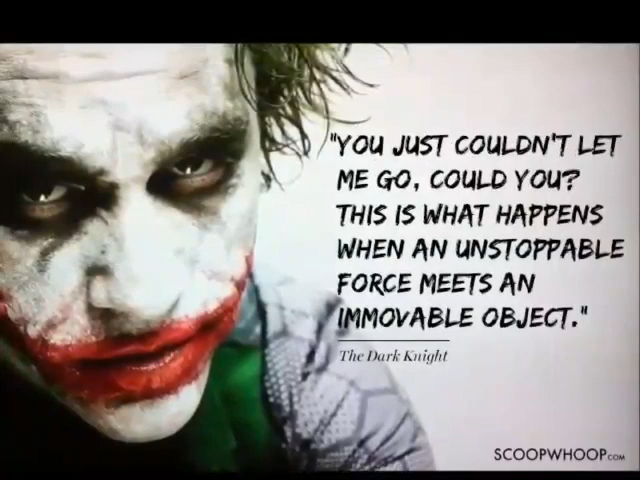 "YOU JUST COULDN'T LET
ME GO, COULD YOU?
THIS IS WHAT HAPPENS
WHEN AN UNSTOPPABLE
FORCE MEETS AN
IMMOVABLE OBJECT."
The Dark Knight
SCOOPWHOOP.COM